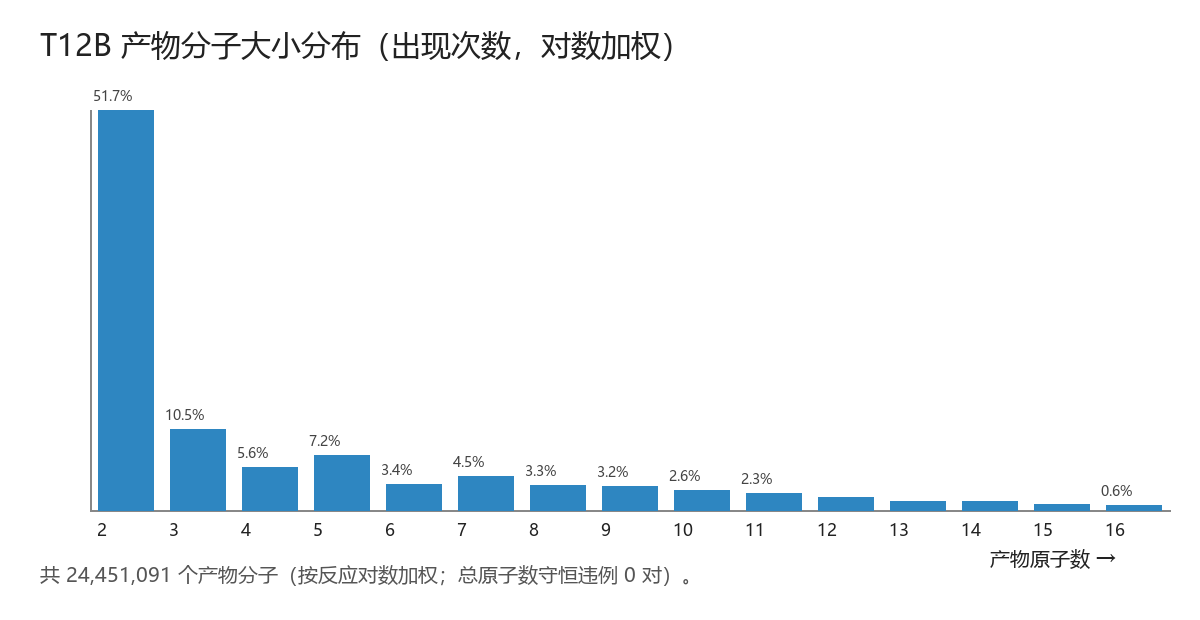 T12B 产物分子大小分布（出现次数，对数加权）
51.7%
10.5%
5.6%
7.2%
3.4%
4.5%
3.3%
3.2%
2.6%
2.3%
0.6%
2 3 4 5 6 7 8 9 10 11 12 13 14 15 16
产物原子数 →
共 24,451,091 个产物分子（按反应对数加权；总原子数守恒违例 0 对）。